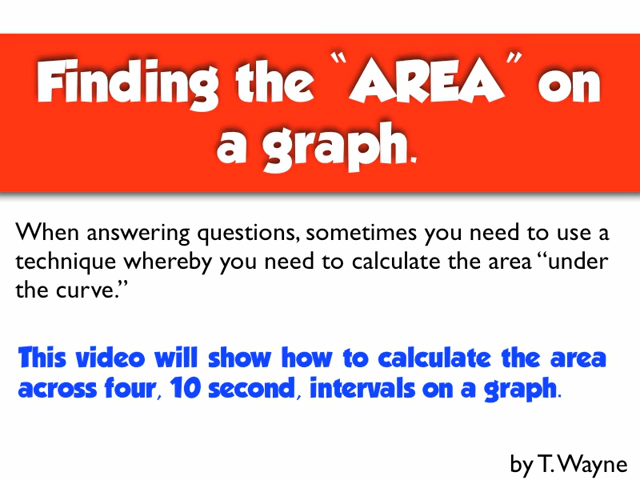 Finding the "AREA" on
a graph.
When answering questions, sometimes you need to use a
technique whereby you need to calculate the area “under
the curve.”
This video will show how to calculate the area
across four, 10 second, intervals on a graph.
by T. Wayne